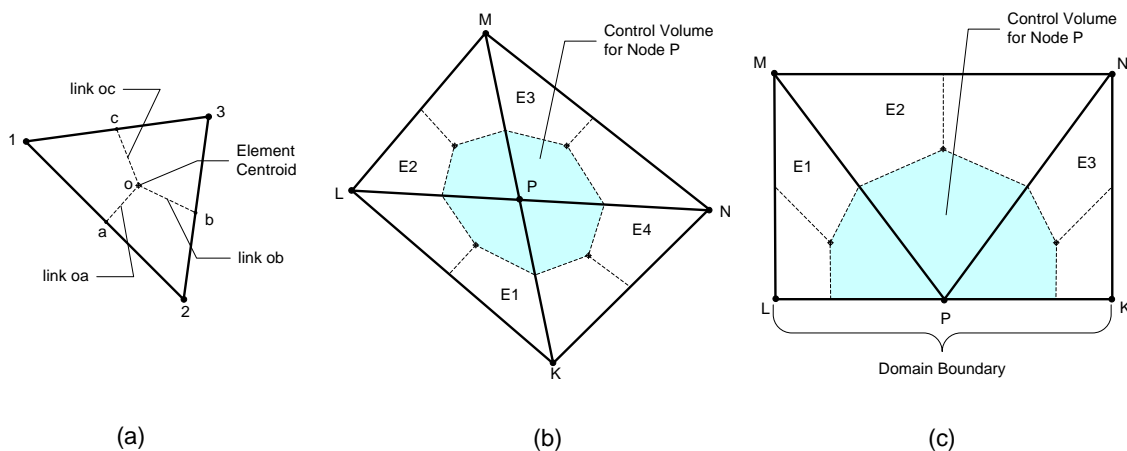 link oc
1
c
3
Element
Centroid
o
a
b
link oa
link ob
2
(a)
M
Control Volume
for Node P
E3
E2
P
L
N
E4
E1
K
(b)
Control Volume
for Node P
M
N
E2
E1
E3
L
P
K
Domain Boundary
(c)